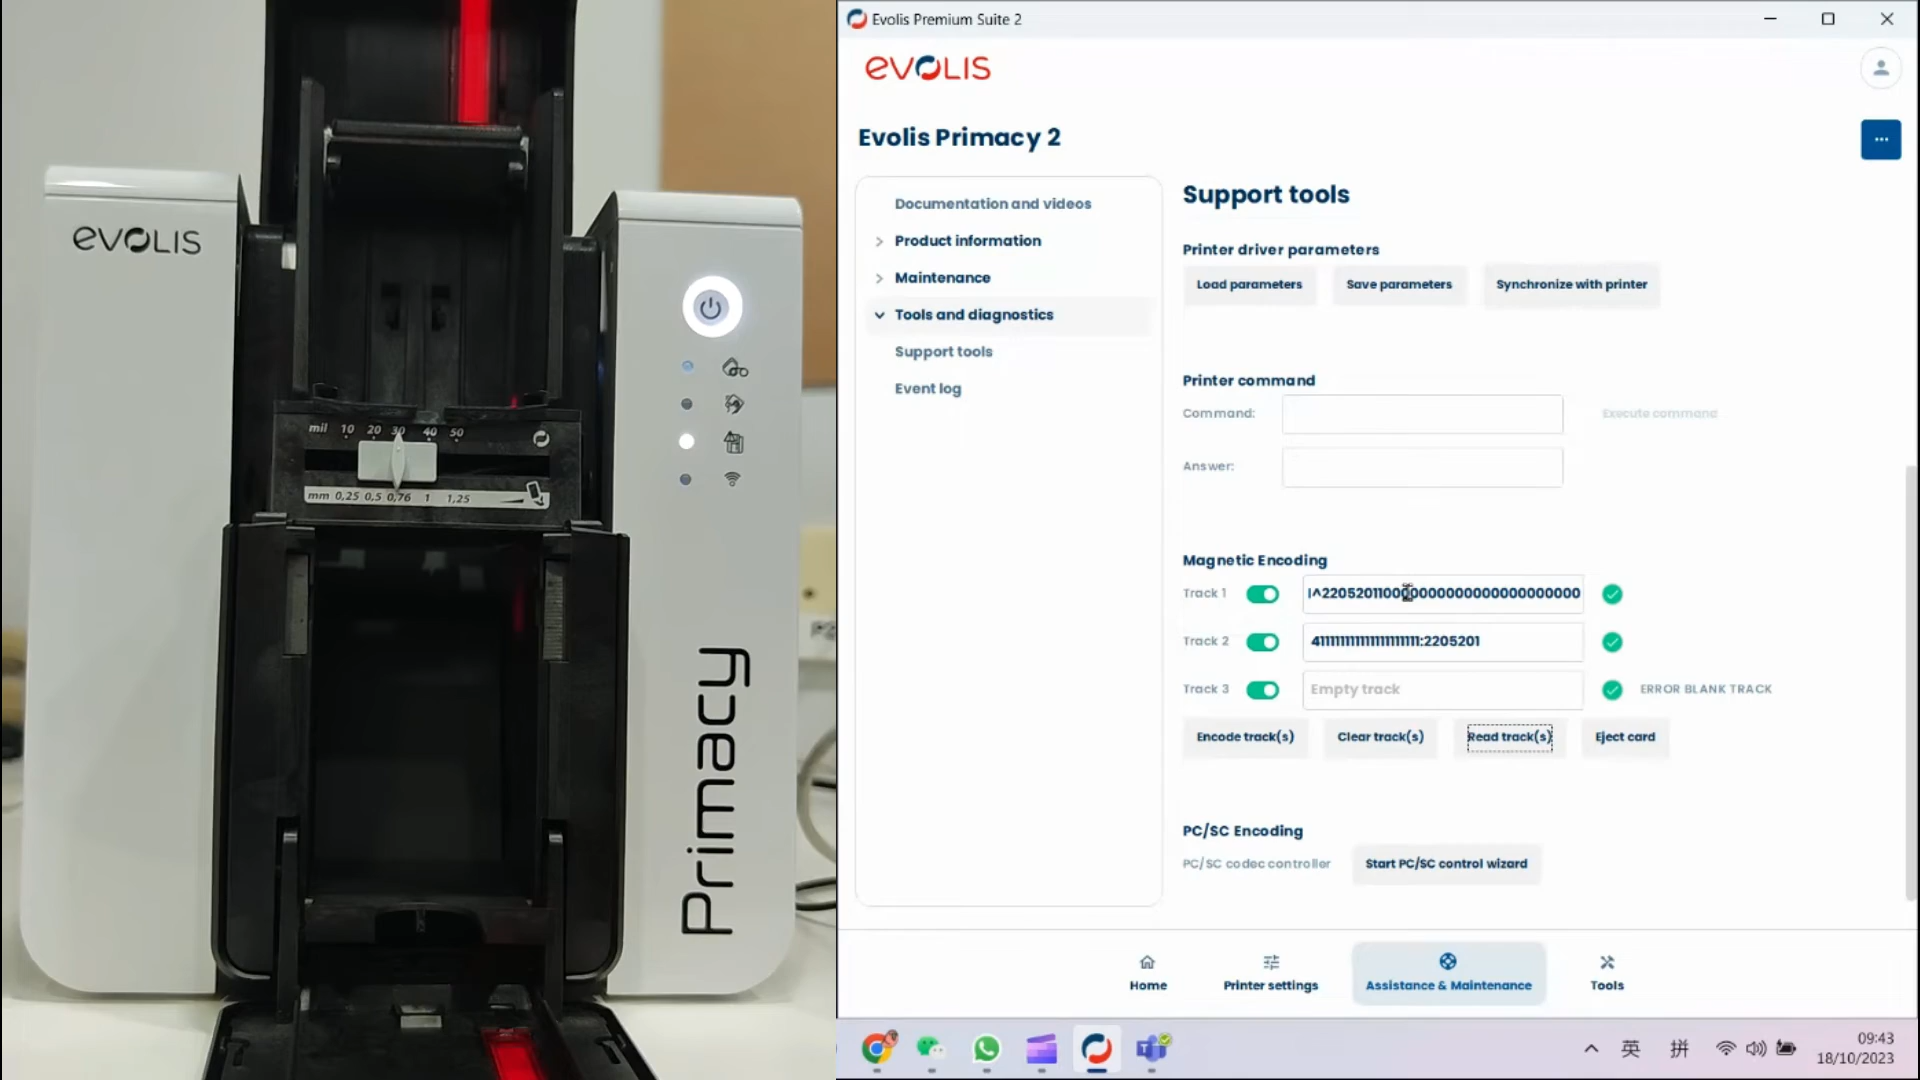 evolis
mil 10 20 30 40 50
mm 0,25 0,5 0,76 1 1,25
Primacy
Evolis Premium Suite 2
evolis
Evolis Primacy 2
Documentation and videos
Product information
Maintenance
Tools and diagnostics
Support tools
Event log
Support tools
Printer driver parameters
Load parameters Save parameters Synchronize with printer
Printer command
Command: Execute command
Answer:
Magnetic Encoding
Track 1
Track 2
Track 3 Empty track ERROR BLANK TRACK
Encode track(s) Clear track(s) Read track(s) Eject card
PC/SC Encoding
PC/SC codec controller Start PC/SC control wizard
Home Printer settings Assistance & Maintenance Tools
英 拼
09:43
18/10/2023